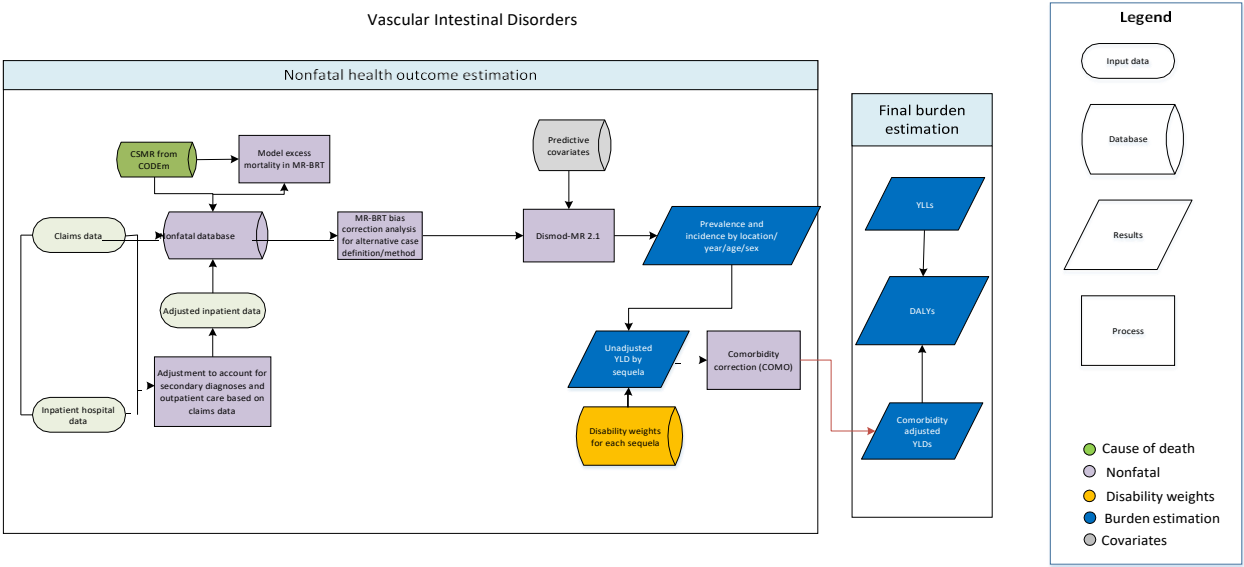 Vascular Intestinal Disorders
Nonfatal health outcome estimation
CSMR from
CODEm
Model excess
mortality in MR-BRT
Predictive
covariates
Claims data
Nonfatal database
MR-BRT bias
correction analysis
for alternative case
definition/method
Dismod-MR 2.1
Prevalence and
incidence by location/
year/age/sex
Adjusted inpatient data
Adjustment to account for
secondary diagnoses and
outpatient care based on
claims data
Inpatient hospital
data
Unadjusted
YLD by
sequela
Comorbidity
correction (COMO)
Disability weights
for each sequela
Final burden
estimation
YLLs
DALYs
Comorbidity
adjusted
YLDs
Legend
Input data
Database
Results
Process
Cause of death
Nonfatal
Disability weights
Burden estimation
Covariates